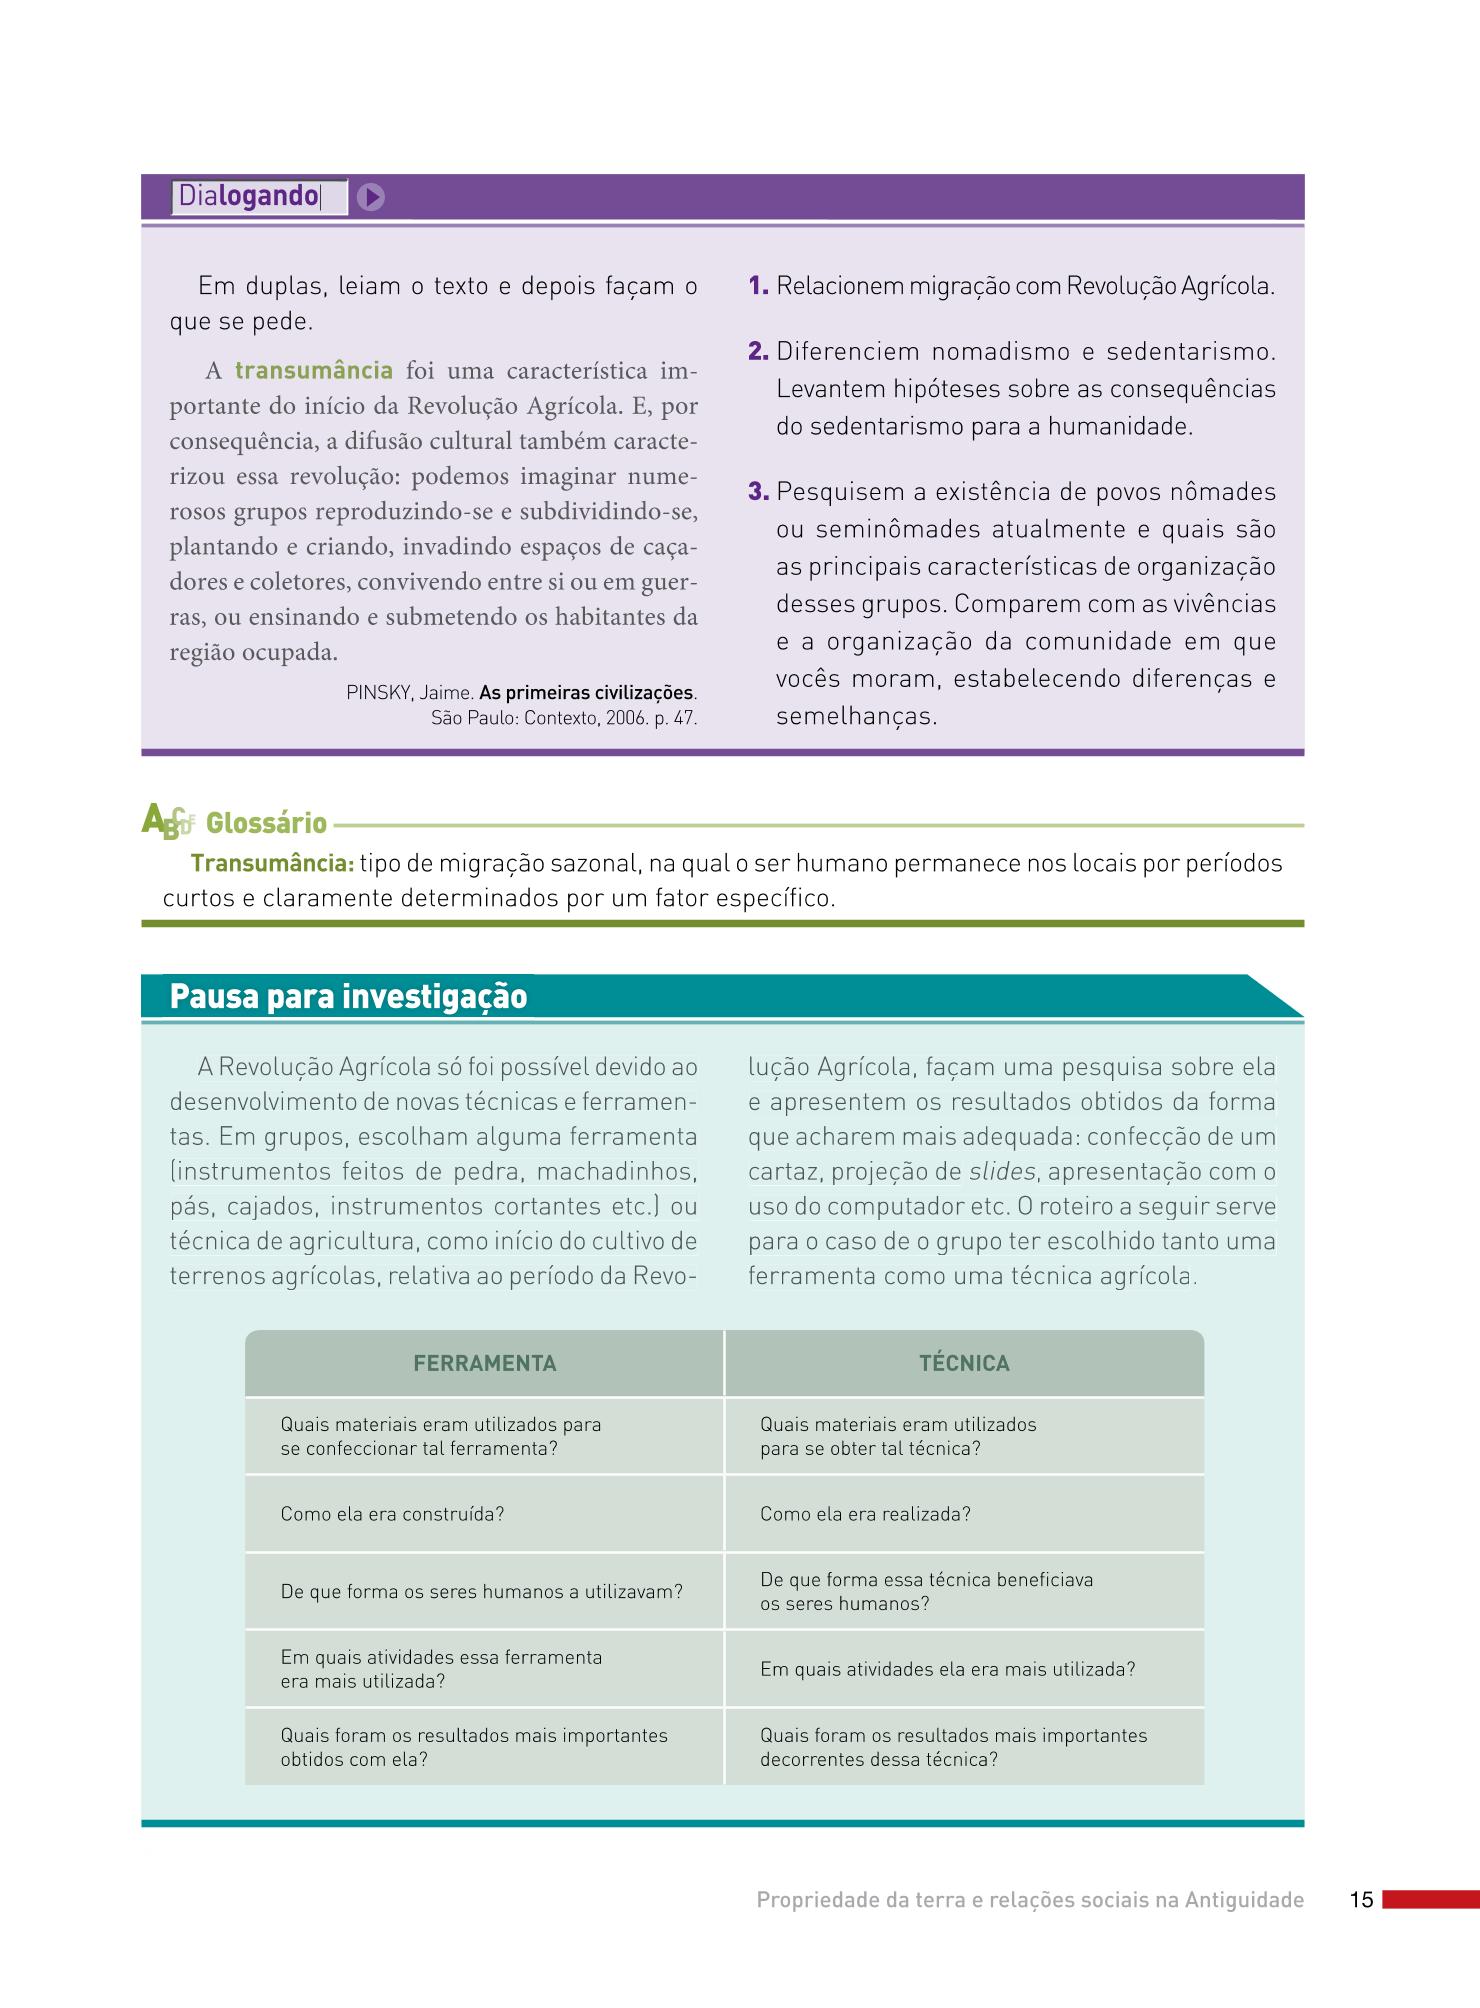 Dialogando
Em duplas, leiam o texto e depois façam o
que se pede.
A transumância foi uma característica im-
portante do início da Revolução Agrícola. E, por
consequência, a difusão cultural também caracte-
rizou essa revolução: podemos imaginar nume-
rosos grupos reproduzindo-se e subdividindo-se,
plantando e criando, invadindo espaços de caça-
dores e coletores, convivendo entre si ou em guer-
ras, ou ensinando e submetendo os habitantes da
região ocupada.
PINSKY, Jaime. As primeiras civilizações.
São Paulo: Contexto, 2006. p. 47.
1. Relacionem migração com Revolução Agrícola.
2. Diferenciem nomadismo e sedentarismo.
Levantem hipóteses sobre as consequências
do sedentarismo para a humanidade.
3. Pesquisem a existência de povos nômades
ou seminômades atualmente e quais são
as principais características de organização
desses grupos. Comparem com as vivências
e a organização da comunidade em que
vocês moram, estabelecendo diferenças e
semelhanças.
ABCDE Glossário
Transumância: tipo de migração sazonal, na qual o ser humano permanece nos locais por períodos
curtos e claramente determinados por um fator específico.
Pausa para investigação
A Revolução Agrícola só foi possível devido ao
desenvolvimento de novas técnicas e ferramen-
tas. Em grupos, escolham alguma ferramenta
(instrumentos feitos de pedra, machadinhos,
pás, cajados, instrumentos cortantes etc.) ou
técnica de agricultura, como início do cultivo de
terrenos agrícolas, relativa ao período da Revo-
lução Agrícola, façam uma pesquisa sobre ela
e apresentem os resultados obtidos da forma
que acharem mais adequada: confecção de um
cartaz, projeção de slides, apresentação com o
uso do computador etc. O roteiro a seguir serve
para o caso de o grupo ter escolhido tanto uma
ferramenta como uma técnica agrícola.
FERRAMENTA
TÉCNICA
Quais materiais eram utilizados para
se confeccionar tal ferramenta?
Quais materiais eram utilizados
para se obter tal técnica?
Como ela era construída?
Como ela era realizada?
De que forma os seres humanos a utilizavam?
De que forma essa técnica beneficiava
os seres humanos?
Em quais atividades essa ferramenta
era mais utilizada?
Em quais atividades ela era mais utilizada?
Quais foram os resultados mais importantes
obtidos com ela?
Quais foram os resultados mais importantes
decorrentes dessa técnica?
Propriedade da terra e relações sociais na Antiguidade 15